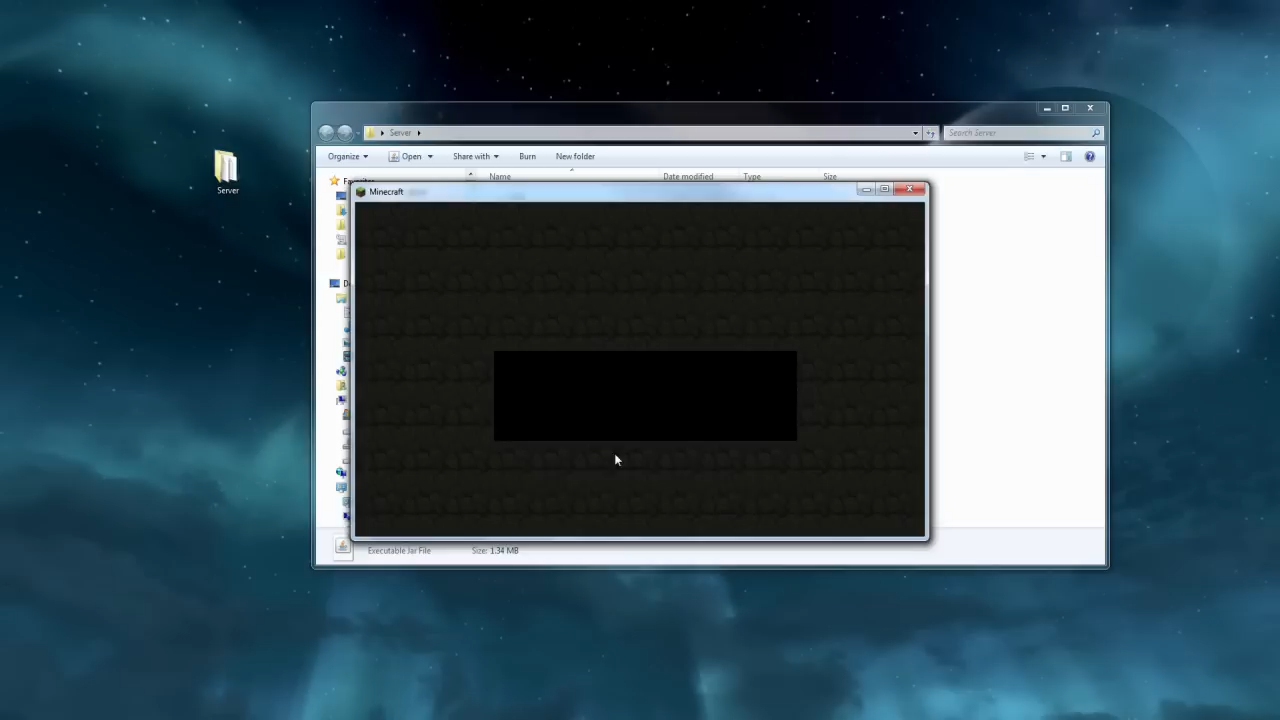 Server
Server
Search Server
Organize
Open
Share with
Burn
New folder
Name
Date modified
Type
Size
Minecraft
Executable Jar File
Size: 1.34 MB